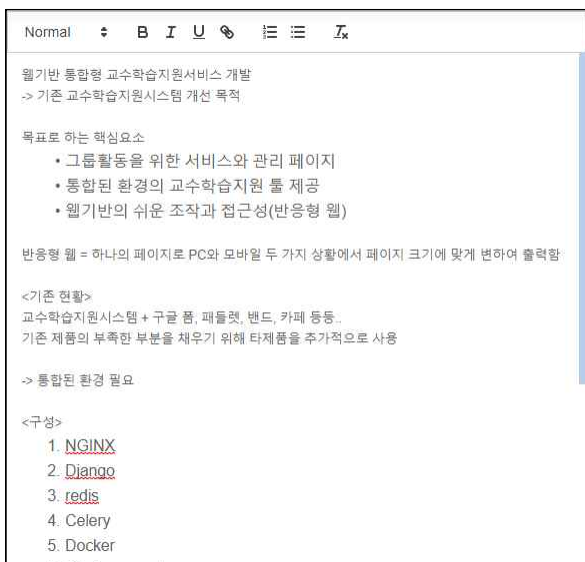 Normal B I U Tx
웹기반 통합형 교수학습지원서비스 개발
-> 기존 교수학습지원시스템 개선 목적
목표로 하는 핵심요소
• 그룹활동을 위한 서비스와 관리 페이지
• 통합된 환경의 교수학습지원 툴 제공
• 웹기반의 쉬운 조작과 접근성(반응형 웹)
반응형 웹 = 하나의 페이지로 PC와 모바일 두 가지 상황에서 페이지 크기에 맞게 변하여 출력함
<기존 현황>
교수학습지원시스템 + 구글 폼, 패들렛, 밴드, 카페 등등..
기존 제품의 부족한 부분을 채우기 위해 타제품을 추가적으로 사용
-> 통합된 환경 필요
<구성>
1. NGINX
2. Django
3. redis
4. Celery
5. Docker